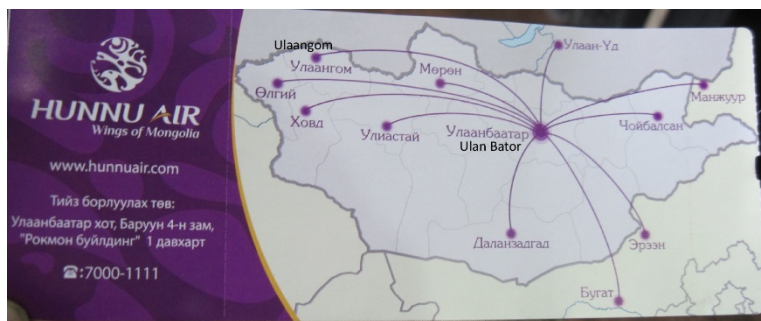 HUNNU AIR
Wings of Mongolia
www.hunnuair.com
Тийз борлуулах төв:
Улаанбаатар хот, Баруун 4-н зам,
"Рокмон буйлдинг" 1 давхарт
☎:7000-1111
Ulaangom
Улаангом
Өлгий
Ховд
Мөрөн
Улиастай
Улаанбаатар
Ulan Bator
Улаан-Үд
Манжуур
Чойбалсан
Даланзадгад
Эрээн
Бугат